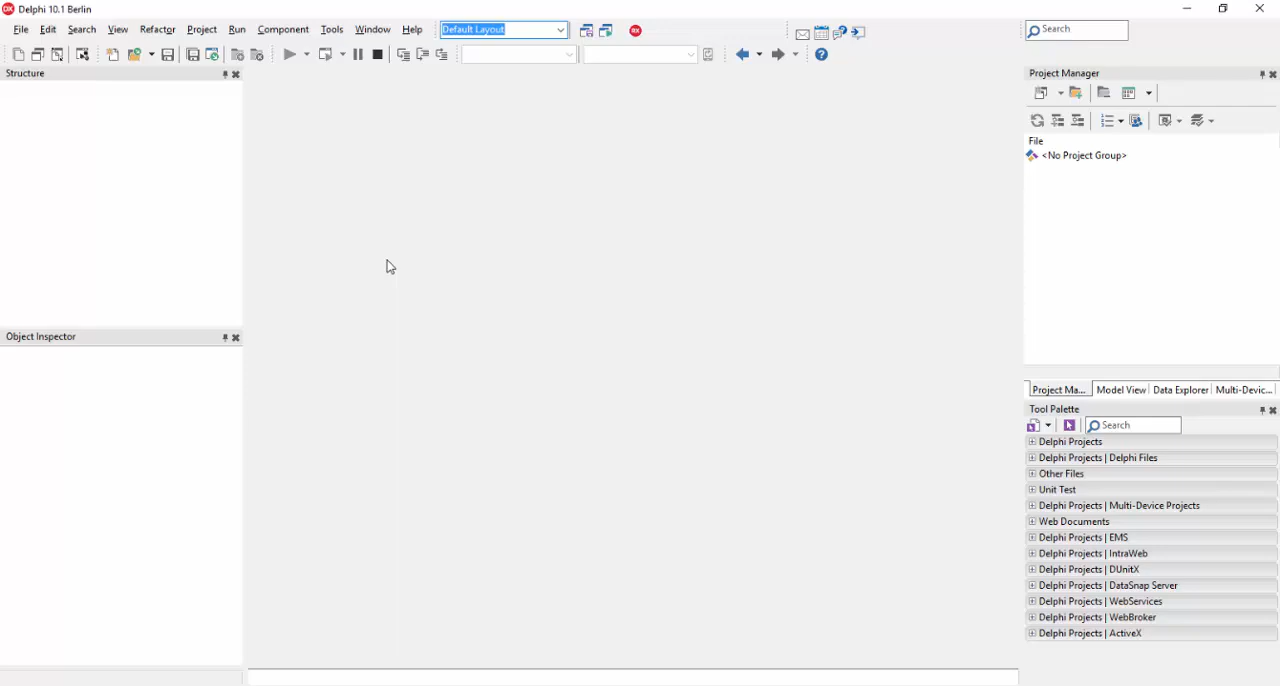 DX Delphi 10.1 Berlin
File Edit Search View Refactor Project Run Component Tools Window Help Default Layout RX Search
Structure
Project Manager
File
<No Project Group>
Object Inspector
Project Ma... Model View Data Explorer Multi-Devic...
Tool Palette
Search
Delphi Projects
Delphi Projects | Delphi Files
Other Files
Unit Test
Delphi Projects | Multi-Device Projects
Web Documents
Delphi Projects | EMS
Delphi Projects | IntraWeb
Delphi Projects | DUnitX
Delphi Projects | DataSnap Server
Delphi Projects | WebServices
Delphi Projects | WebBroker
Delphi Projects | ActiveX